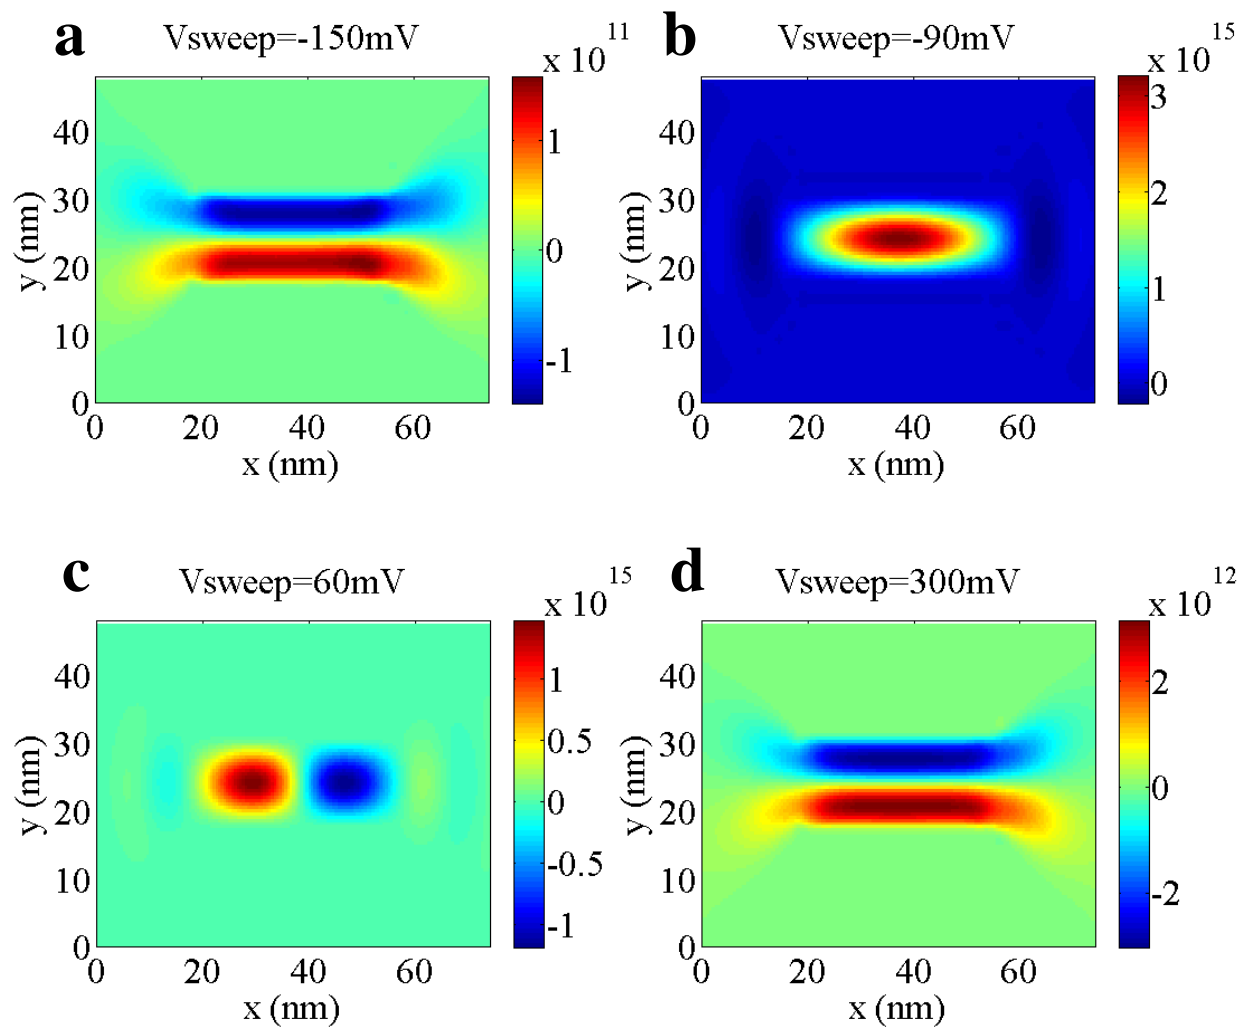 a Vsweep=-150mV
x 10^11
40
30
20
10
0
y (nm)
0 20 40 60
x (nm)
1
0
-1
b Vsweep=-90mV
x 10^15
40
30
20
10
0
y (nm)
0 20 40 60
x (nm)
3
2
1
0
c Vsweep=60mV
x 10^15
40
30
20
10
0
y (nm)
0 20 40 60
x (nm)
1
0.5
0
-0.5
-1
d Vsweep=300mV
x 10^12
40
30
20
10
0
y (nm)
0 20 40 60
x (nm)
2
0
-2